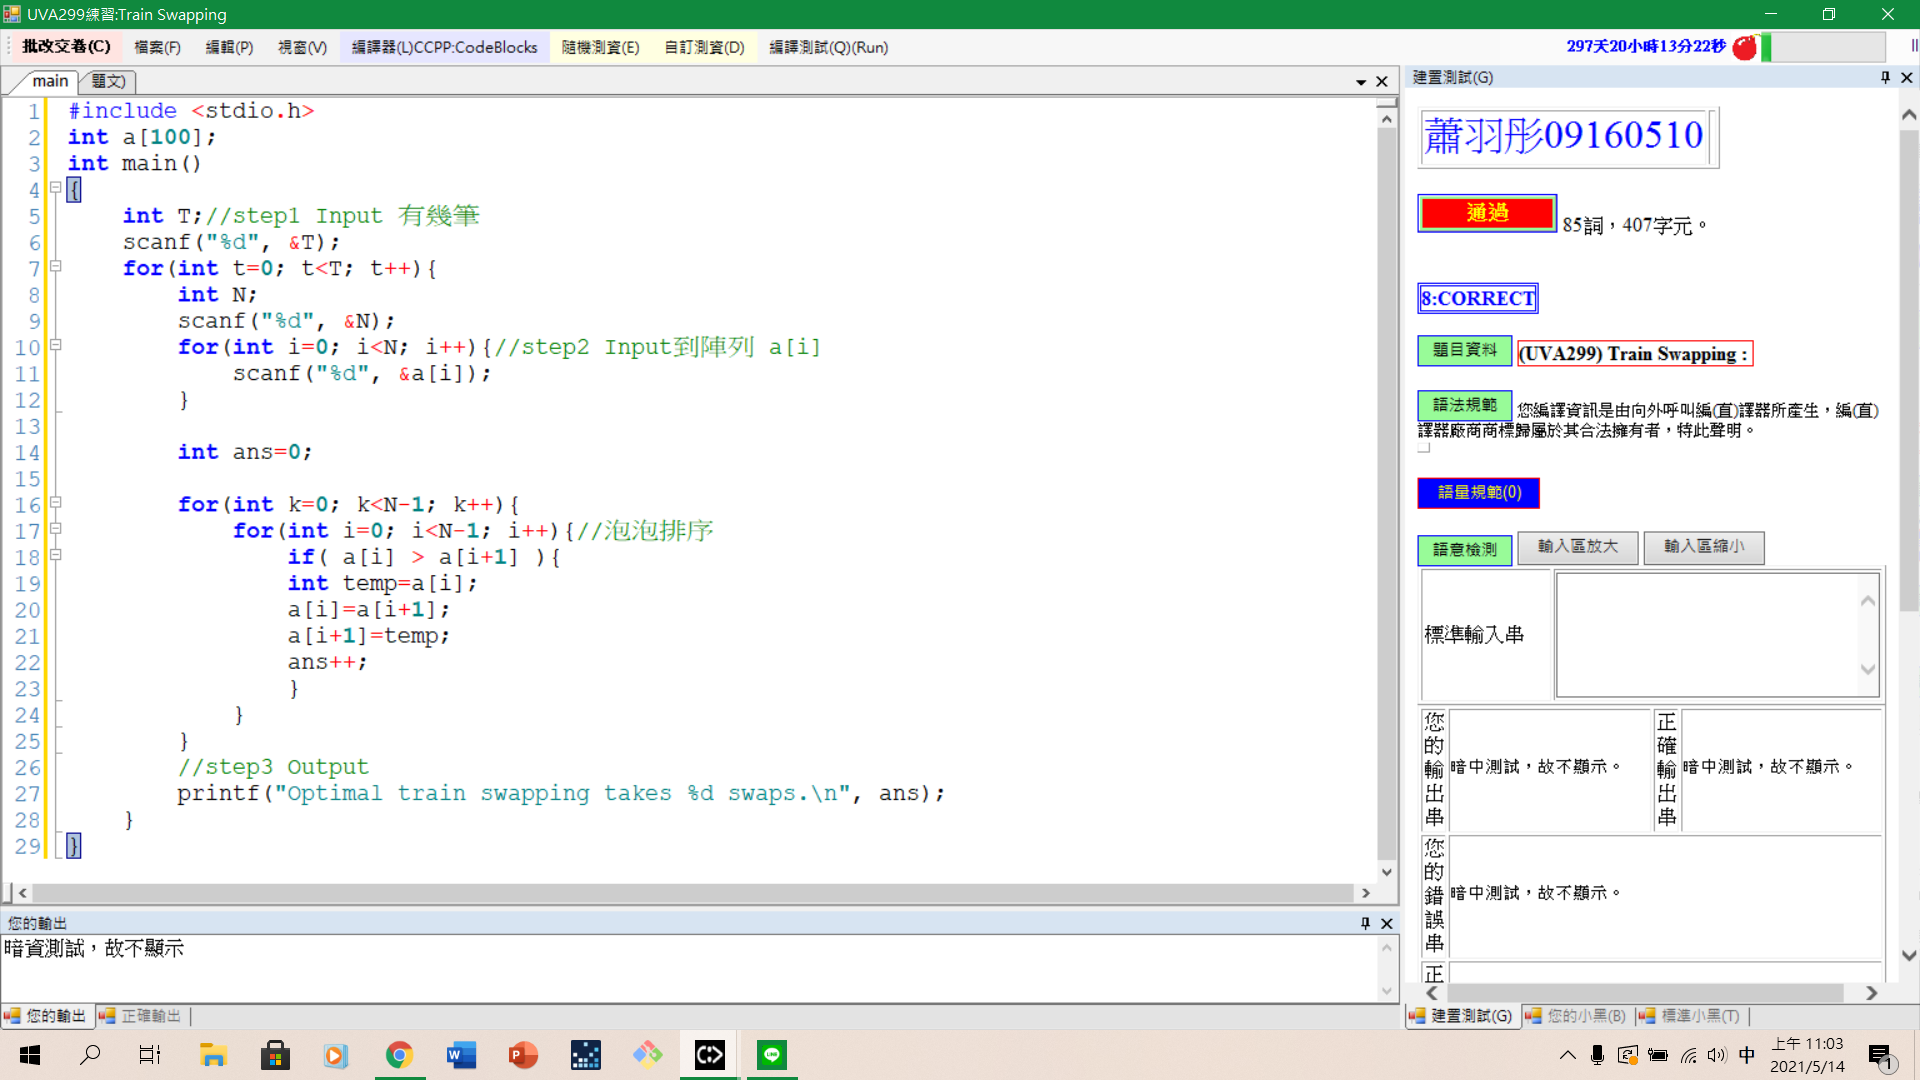 UVA299練習:Train Swapping
批改交卷(C) 檔案(F) 編輯(P) 視窗(V) 編譯器(L)CCPP:CodeBlocks 隨機測資(E) 自訂測資(D) 編譯測試(Q)(Run) 297天20小時13分22秒
main 題文)
1 #include <stdio.h>
2 int a[100];
3 int main()
4 {
5 int T;//step1 Input 有幾筆
6 scanf("%d", &T);
7 for(int t=0; t<T; t++){
8 int N;
9 scanf("%d", &N);
10 for(int i=0; i<N; i++){//step2 Input到陣列 a[i]
11 scanf("%d", &a[i]);
12 }
13
14 int ans=0;
15
16 for(int k=0; k<N-1; k++){
17 for(int i=0; i<N-1; i++){//泡泡排序
18 if( a[i] > a[i+1] ){
19 int temp=a[i];
20 a[i]=a[i+1];
21 a[i+1]=temp;
22 ans++;
23 }
24 }
25 }
26 //step3 Output
27 printf("Optimal train swapping takes %d swaps.\n", ans);
28 }
29 }
您的輸出
暗資測試，故不顯示
您的輸出 正確輸出
建置測試(G)
蕭羽彤09160510
通過 85詞，407字元。
8:CORRECT
題目資料 (UVA299) Train Swapping :
語法規範 您編譯資訊是由向外呼叫編(直)譯器所產生，編(直)
譯器廠商商標歸屬於其合法擁有者，特此聲明。
語量規範(0)
語意檢測 輸入區放大 輸入區縮小
標準輸入串
您的輸出串 暗中測試，故不顯示。 正確輸出串 暗中測試，故不顯示。
您的錯誤串 暗中測試，故不顯示。
正
建置測試(G) 您的小黑(B) 標準小黑(T)
中 上午 11:03
2021/5/14
1